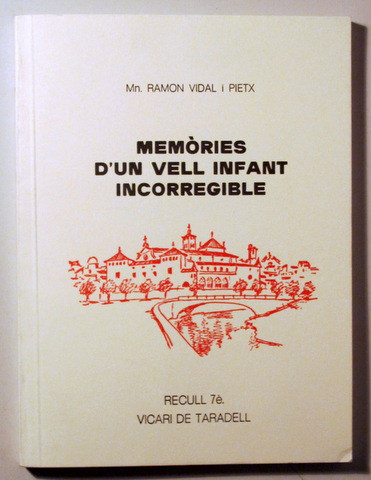 Mn. RAMON VIDAL i PIETX
MEMÒRIES
D'UN VELL INFANT
INCORREGIBLE
RECULL 7è.
VICARI DE TARADELL